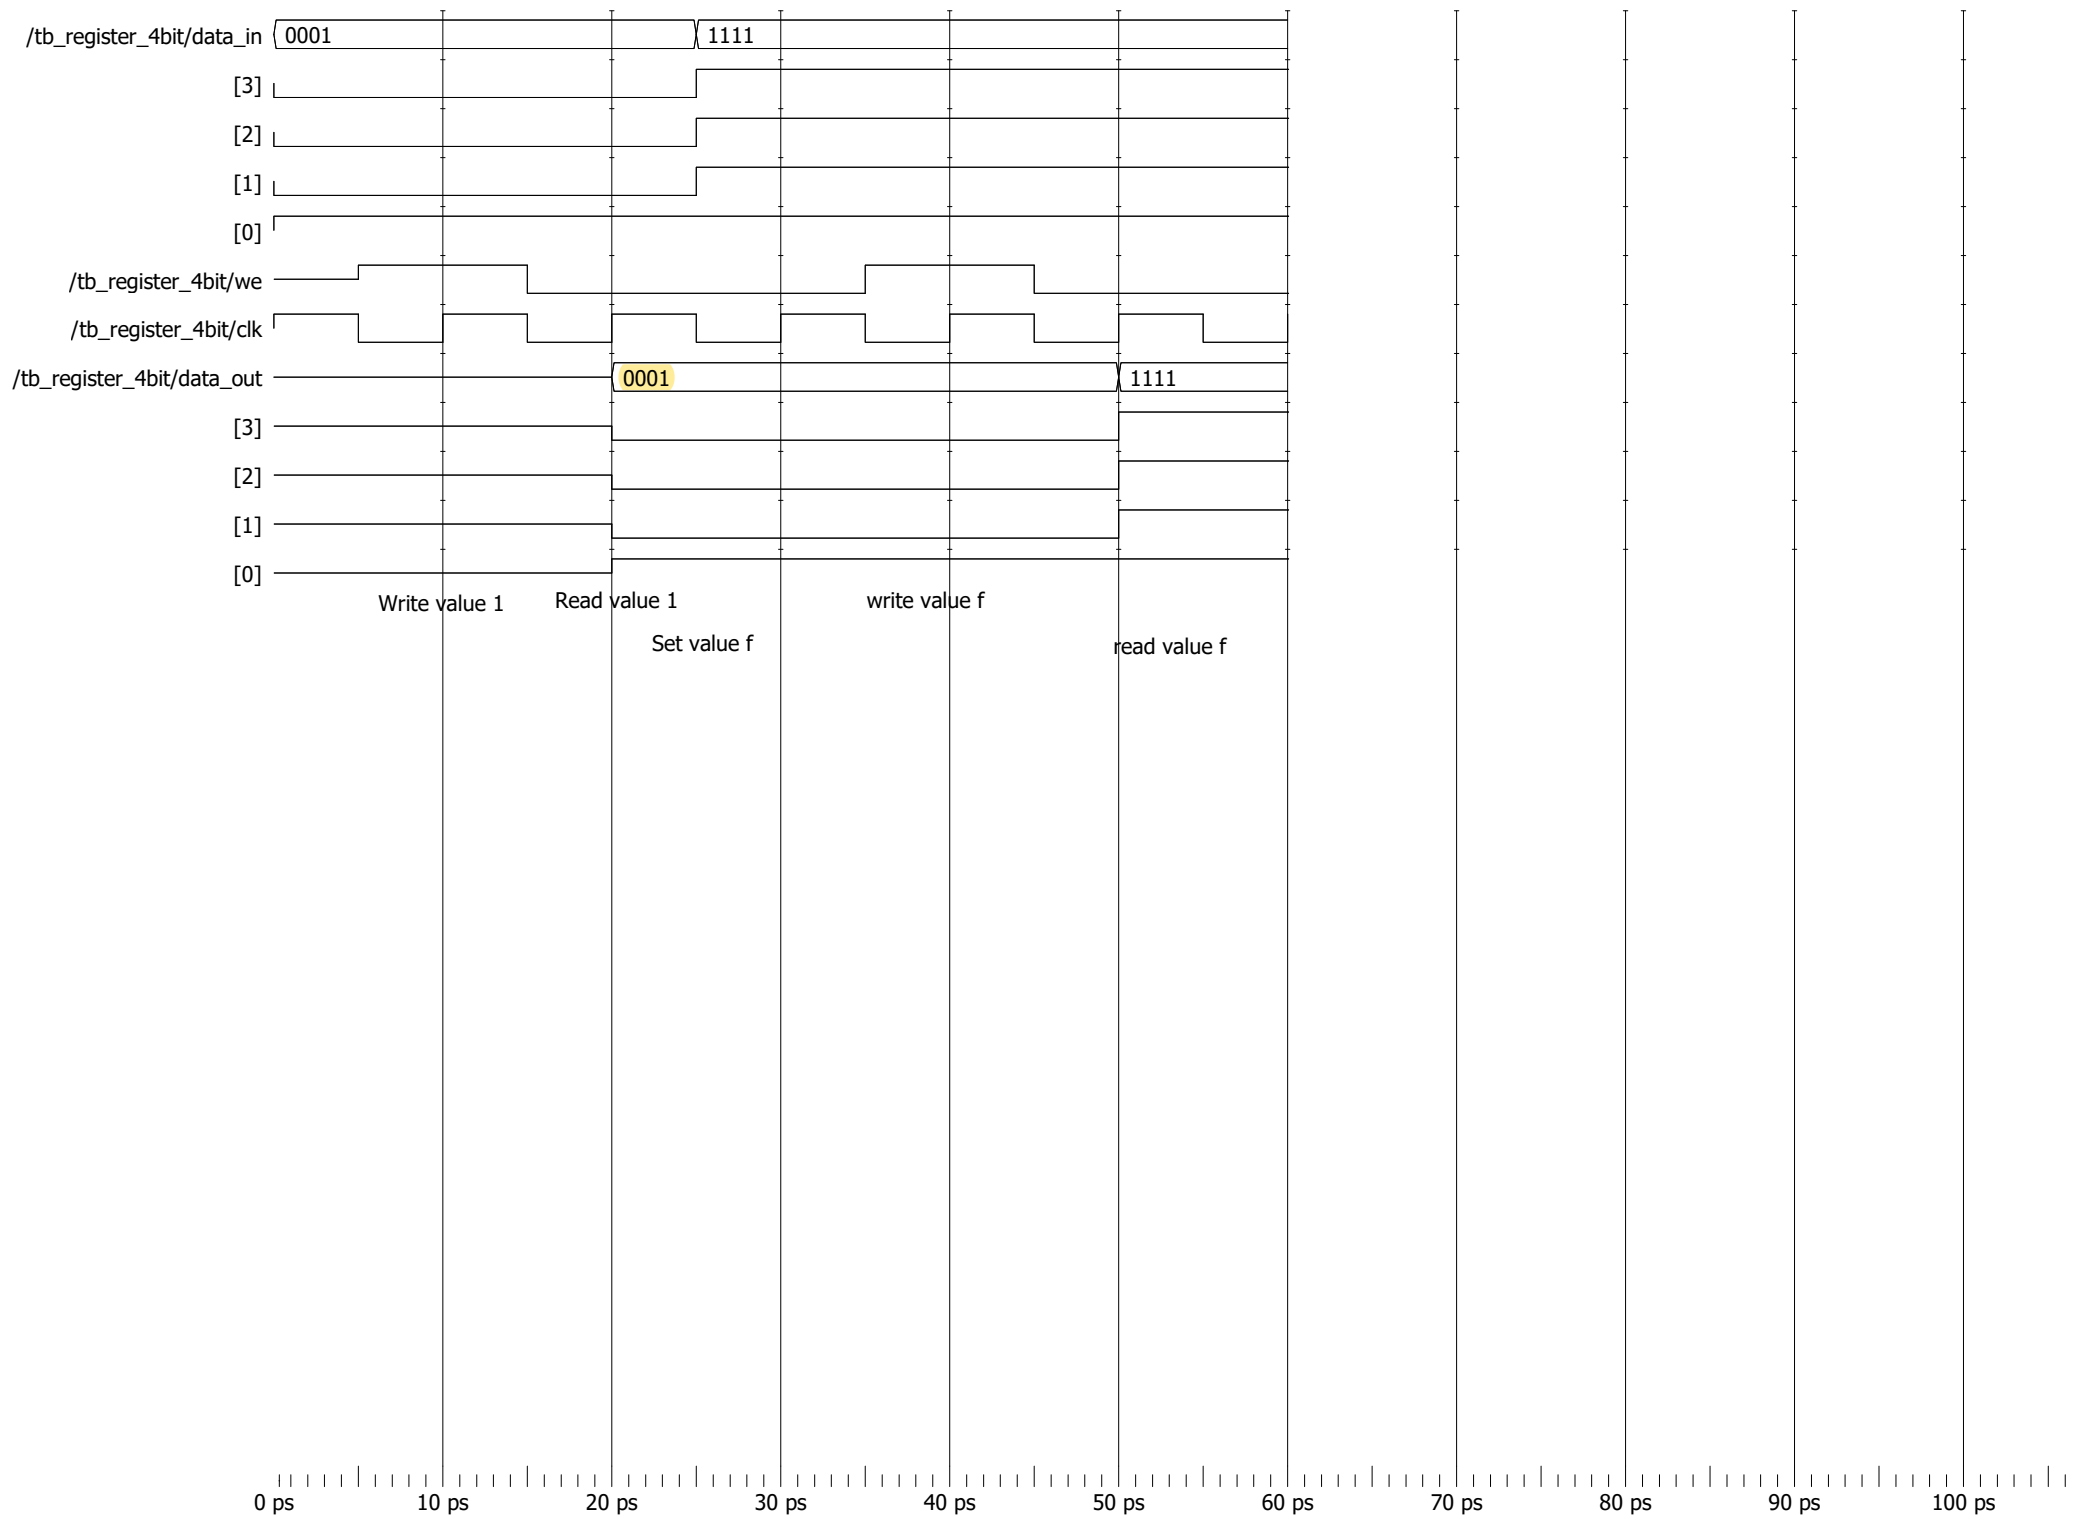 /tb_register_4bit/data_in 0001 1111
[3]
[2]
[1]
[0]
/tb_register_4bit/we
/tb_register_4bit/clk
/tb_register_4bit/data_out 0001 1111
[3]
[2]
[1]
[0]
Write value 1 Read value 1 write value f
Set value f read value f
0 ps 10 ps 20 ps 30 ps 40 ps 50 ps 60 ps 70 ps 80 ps 90 ps 100 ps